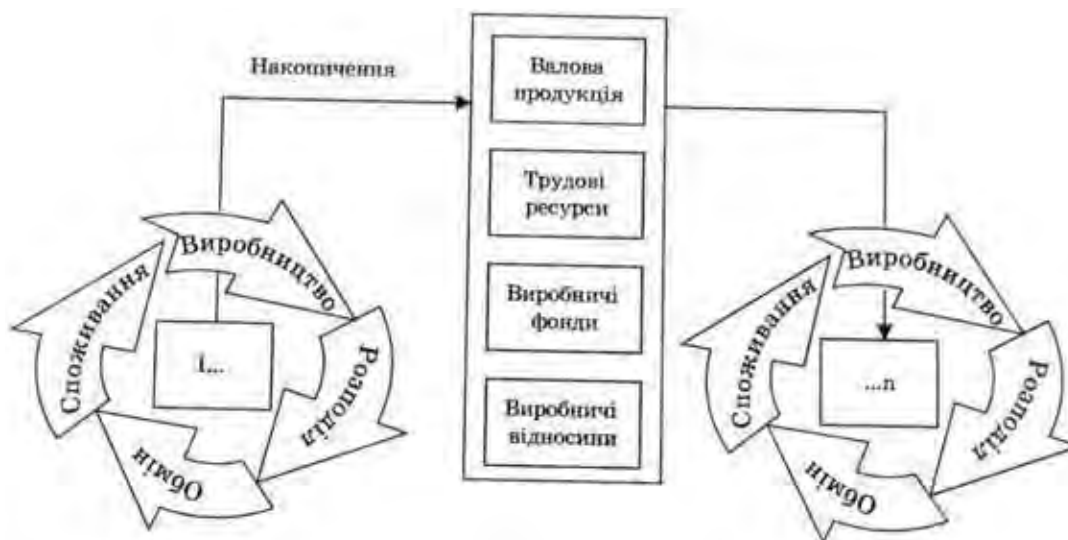 Накопичення
Валова
продукція
Трудові
ресурси
Виробничі
фонди
Виробничі
відносини
Виробництво
Розподіл
Обмін
Споживання
1...
Виробництво
Розподіл
Обмін
Споживання
...n